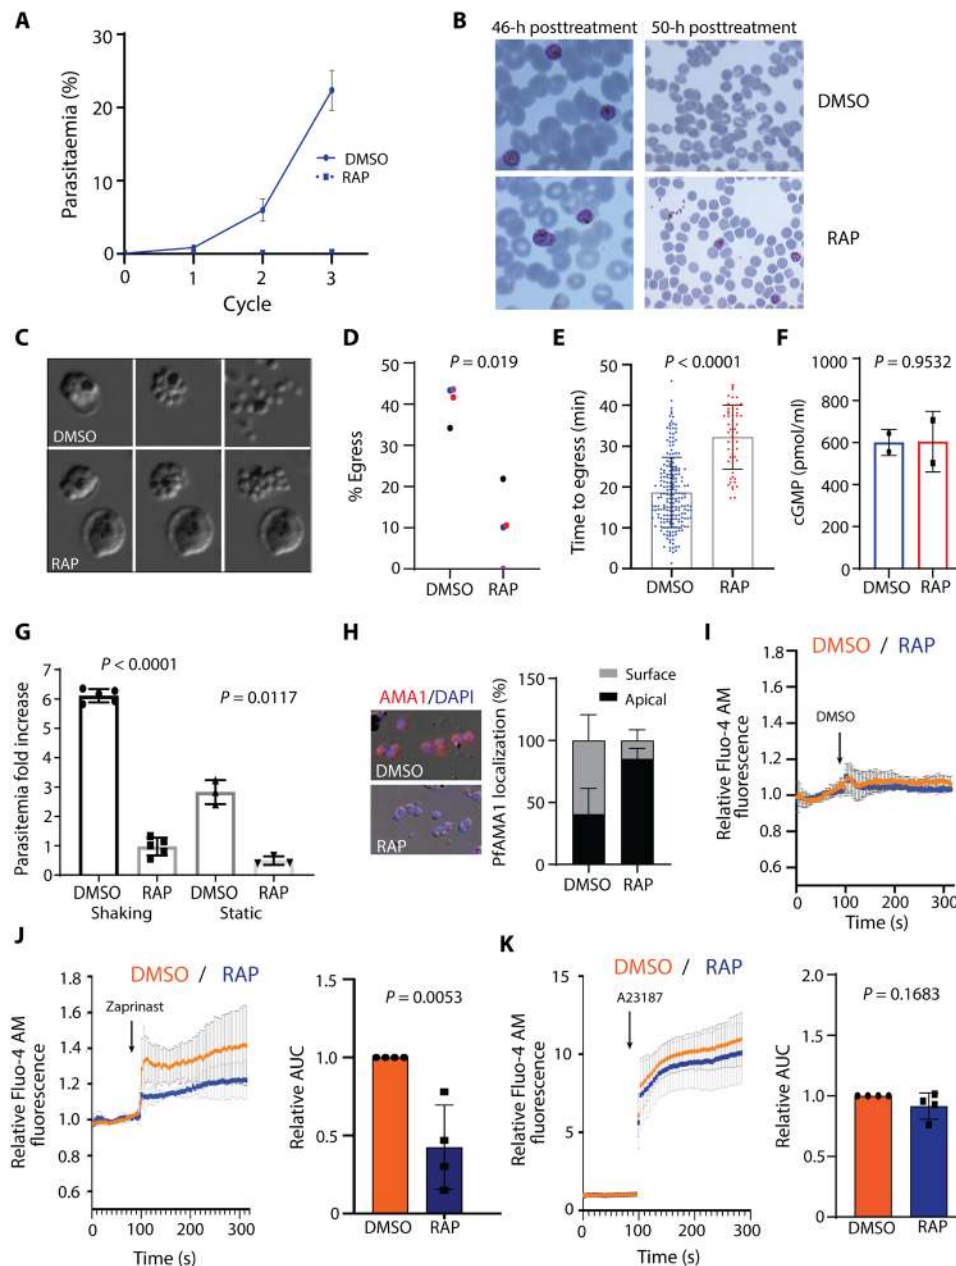 A
30
20
10
0
Parasitaemia (%)
DMSO
RAP
0
1
2
3
Cycle
B
46-h posttreatment
50-h posttreatment
DMSO
RAP
C
DMSO
RAP
D
P = 0.019
50
40
30
20
10
0
% Egress
DMSO
RAP
E
P < 0.0001
50
40
30
20
10
0
Time to egress (min)
DMSO
RAP
F
P = 0.9532
1000
800
600
400
200
0
cGMP (pmol/ml)
DMSO
RAP
G
P < 0.0001
P = 0.0117
7
6
5
4
3
2
1
0
Parasitemia fold increase
DMSO
RAP
DMSO
RAP
Shaking
Static
H
AMA1/DAPI
DMSO
RAP
Surface
Apical
150
100
50
0
PfAMA1 localization (%)
DMSO
RAP
I
DMSO / RAP
1.8
1.6
1.4
1.2
1.0
0.8
0.6
Relative Fluo-4 AM
fluorescence
DMSO
0
100
200
300
Time (s)
J
DMSO / RAP
1.8
1.6
1.4
1.2
1.0
0.8
0.6
Relative Fluo-4 AM
fluorescence
Zaprinast
0
100
200
300
Time (s)
P = 0.0053
1.5
1.0
0.5
0
Relative AUC
DMSO
RAP
K
DMSO / RAP
15
10
5
0
Relative Fluo-4 AM
fluorescence
A23187
0
100
200
300
Time (s)
P = 0.1683
2.0
1.5
1.0
0.5
0.0
Relative AUC
DMSO
RAP